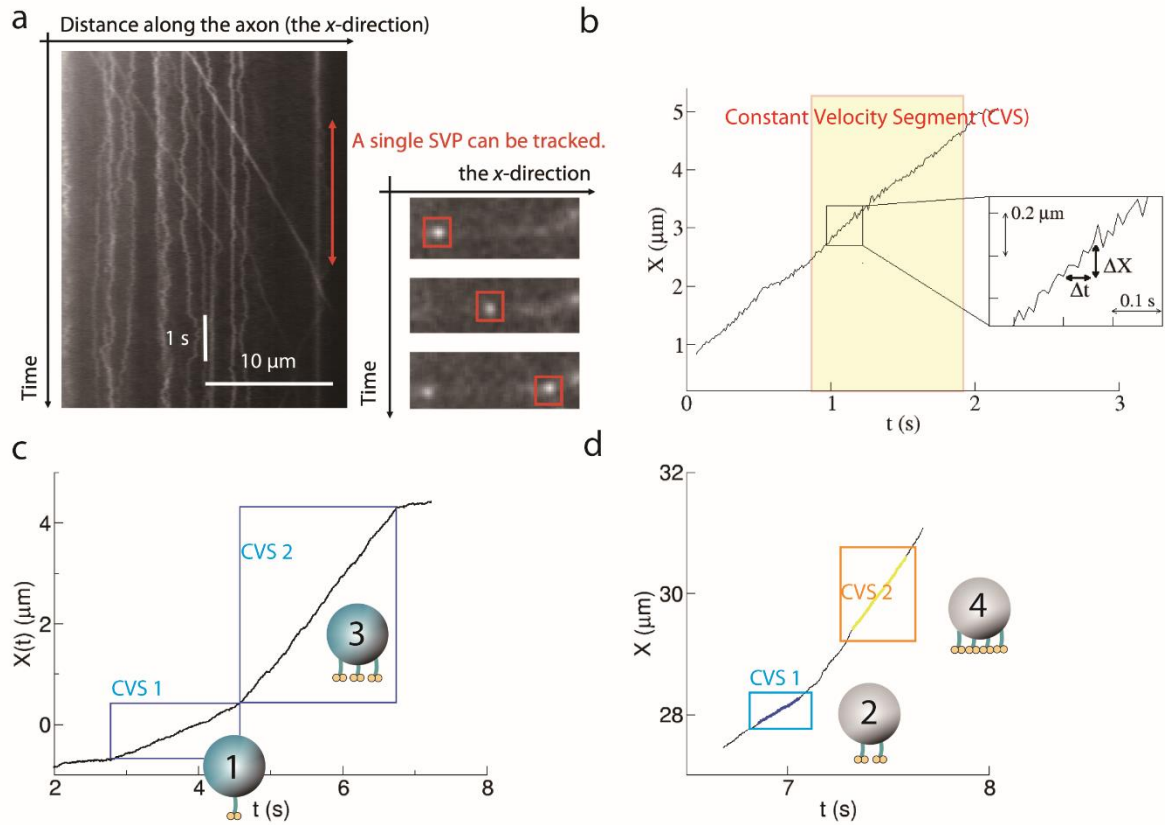 a
Distance along the axon (the x-direction)
A single SVP can be tracked.
the x-direction
1 s
10 μm
Time
Time
b
Constant Velocity Segment (CVS)
5
4
3
2
1
X (μm)
0
1
2
3
t (s)
0.2 μm
ΔX
Δt
0.1 s
c
CVS 2
CVS 1
3
1
4
2
0
X(t) (μm)
2
4
6
8
t (s)
d
32
30
28
X (μm)
CVS 2
CVS 1
4
2
7
8
t (s)